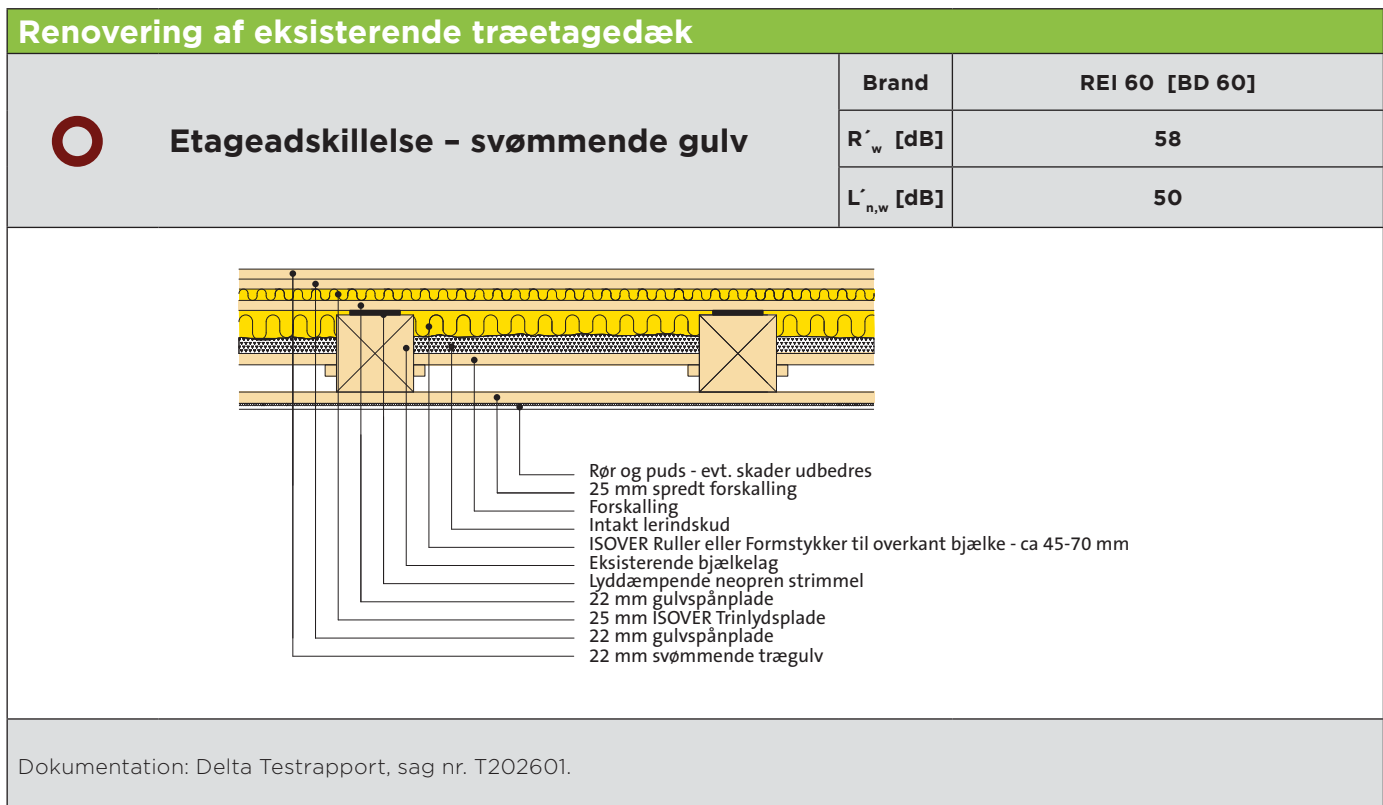 Renovering af eksisterende træetagedæk
Etageadskillelse – svømmende gulv
Brand
REI 60 [BD 60]
R´w [dB]
58
L´n,w [dB]
50
Rør og puds - evt. skader udbedres
25 mm spredt forskalling
Forskalling
Intakt lerindskud
ISOVER Ruller eller Formstykker til overkant bjælke - ca 45-70 mm
Eksisterende bjælkelag
Lyddæmpende neopren strimmel
22 mm gulvspånplade
25 mm ISOVER Trinlydsplade
22 mm gulvspånplade
22 mm svømmende trægulv
Dokumentation: Delta Testrapport, sag nr. T202601.